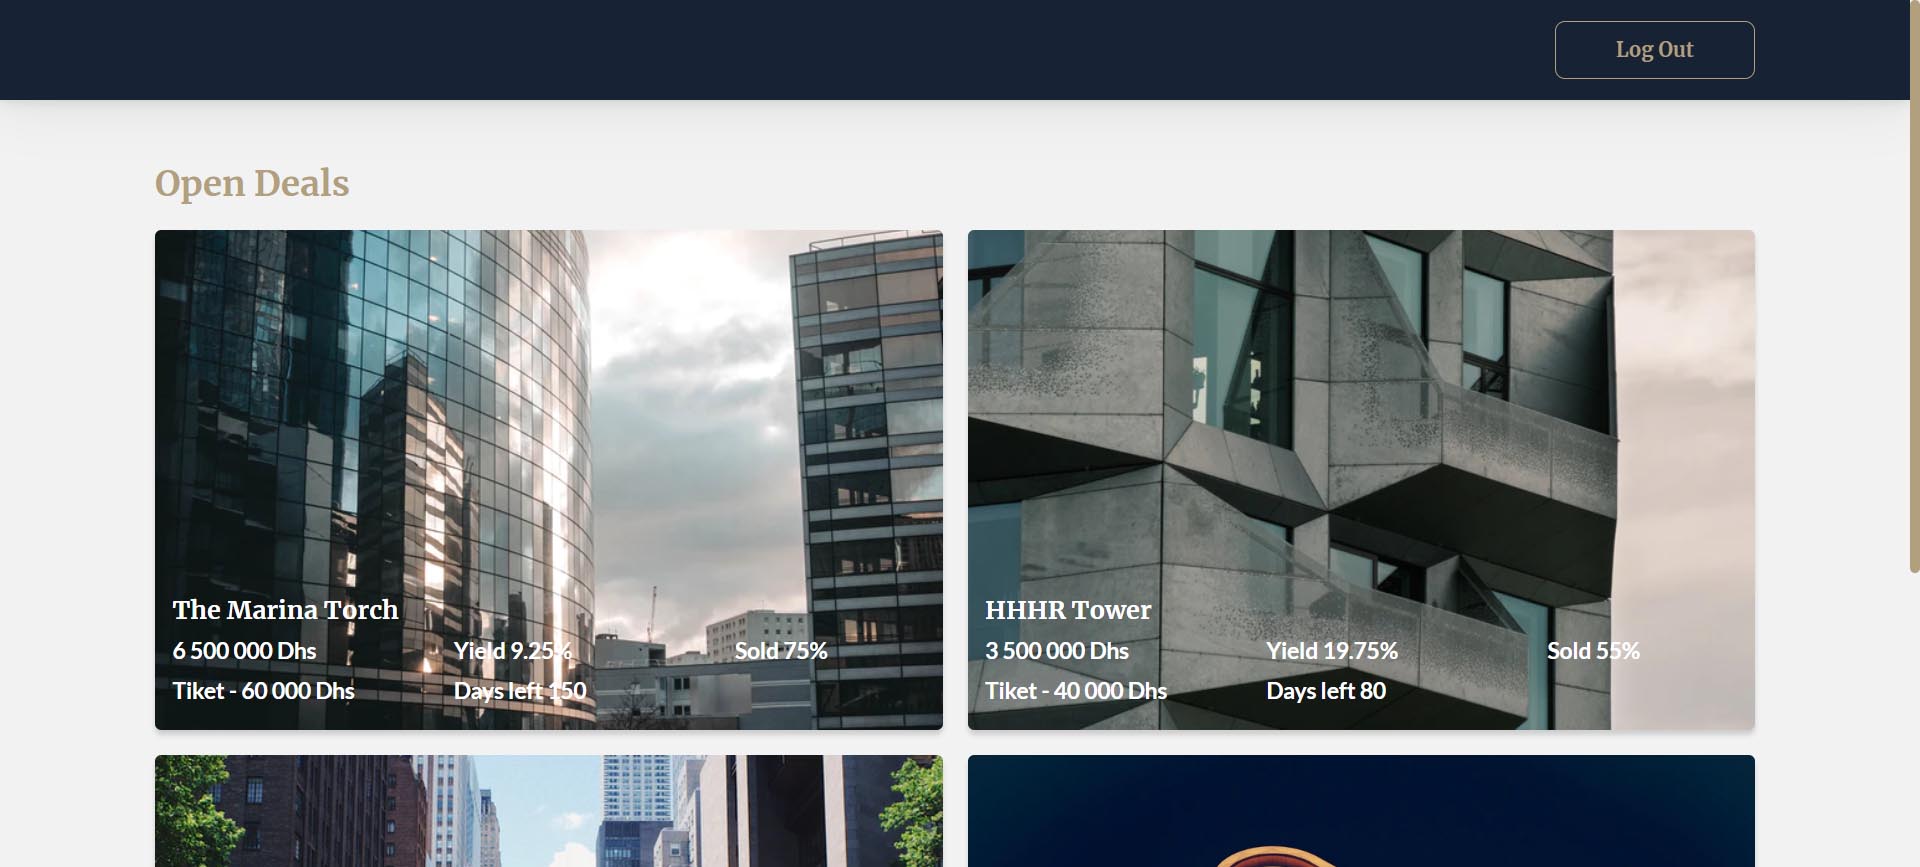 Log Out
Open Deals
The Marina Torch
6 500 000 Dhs Yield 9.25% Sold 75%
Tiket - 60 000 Dhs Days left 150
HHHR Tower
3 500 000 Dhs Yield 19.75% Sold 55%
Tiket - 40 000 Dhs Days left 80